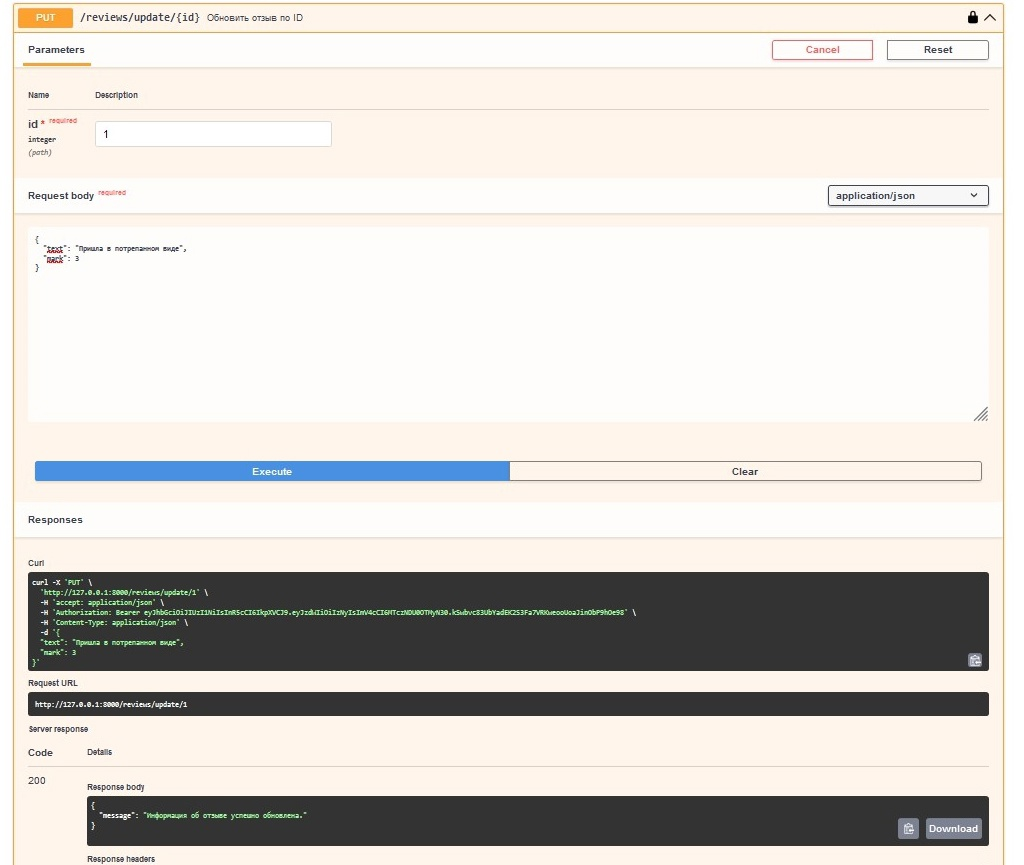 PUT /reviews/update/{id} Обновить отзыв по ID
Parameters
Cancel
Reset
Name Description
id * required
integer
(path)
1
Request body required
application/json
{
"text": "Пришла в потрепанном виде",
"mark": 3
}
Execute
Clear
Responses
Curl
curl -X 'PUT' \
'http://127.0.0.1:8000/reviews/update/1' \
-H 'accept: application/json' \
-H 'Authorization: Bearer
-H 'Content-Type: application/json' \
-d '{
"text": "Пришла в потрепанном виде",
"mark": 3
}'
Request URL
http://127.0.0.1:8000/reviews/update/1
Server response
Code Details
200
Response body
{
"message": "Информация об отзыве успешно обновлена."
}
Download
Response headers